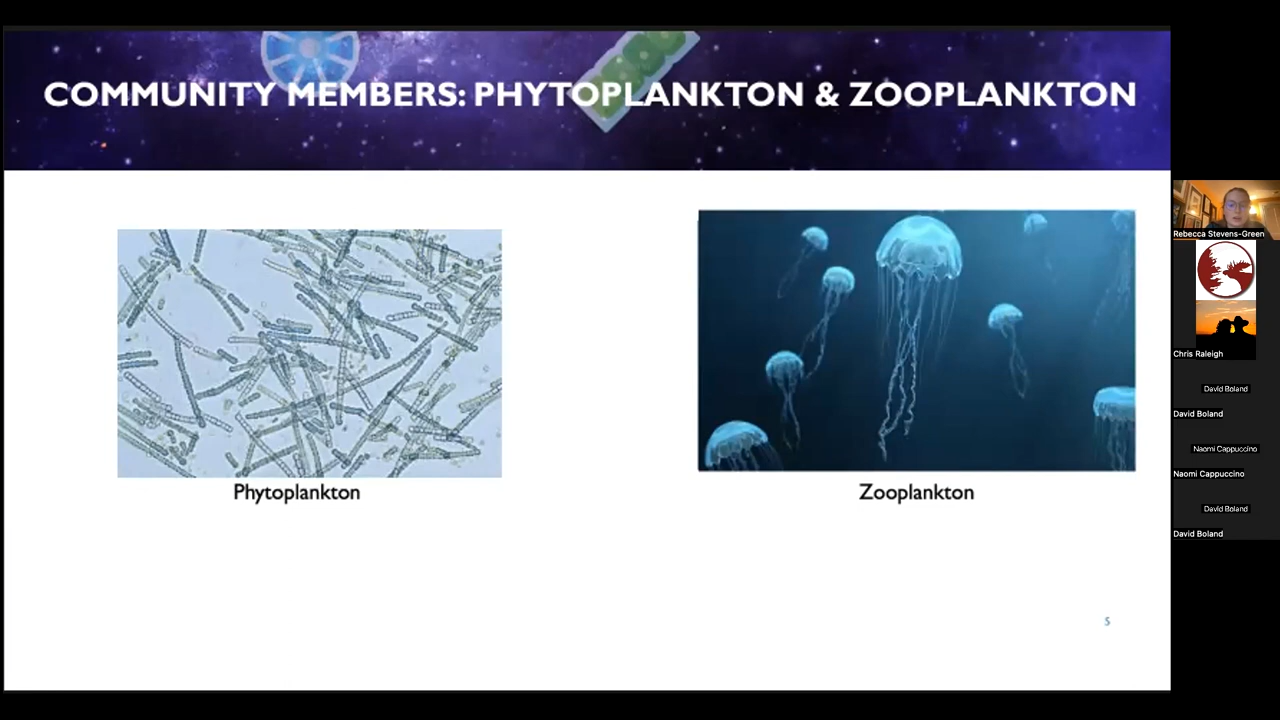 COMMUNITY MEMBERS: PHYTOPLANKTON & ZOOPLANKTON
Phytoplankton
Zooplankton
5
Rebecca Stevens-Green
Chris Raleigh
David Boland
David Boland
Naomi Cappuccino
Naomi Cappuccino
David Boland
David Boland